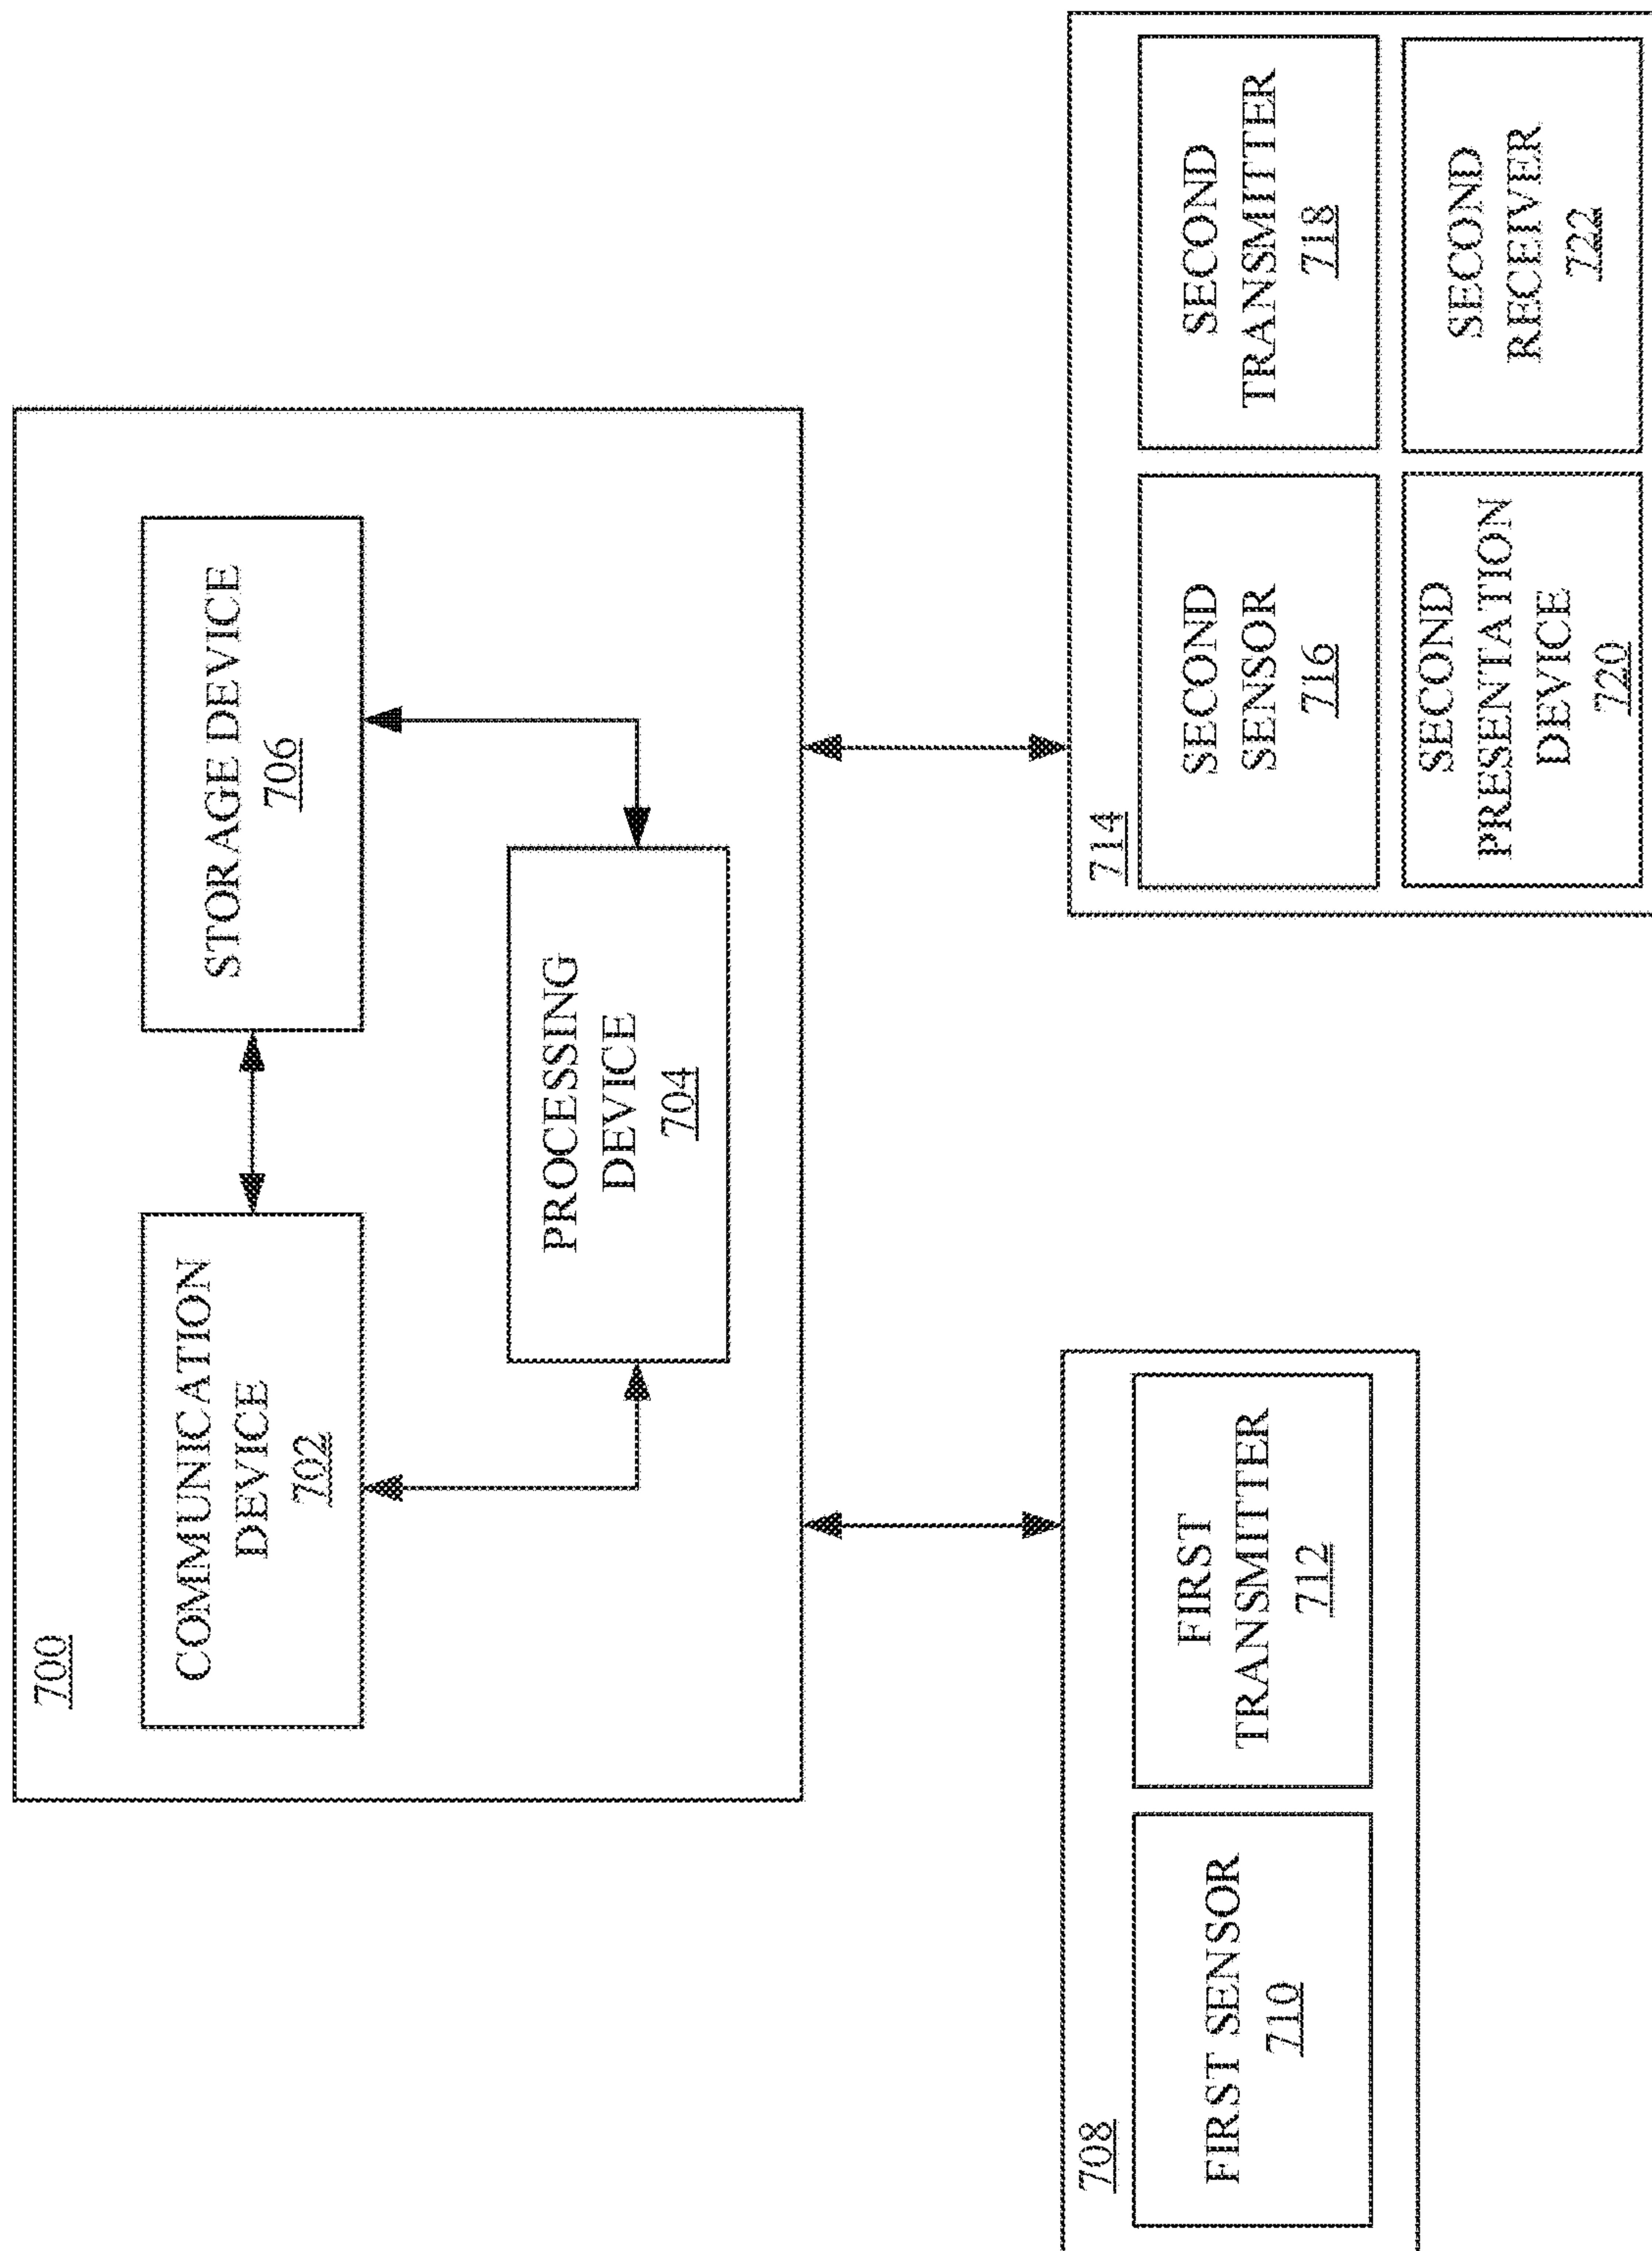 700
COMMUNICATION
DEVICE
702
STORAGE DEVICE
706
PROCESSING
DEVICE
704
708
FIRST SENSOR
710
FIRST
TRANSMITTER
712
714
SECOND
SENSOR
716
SECOND
TRANSMITTER
718
SECOND
PRESENTATION
DEVICE
720
SECOND
RECEIVER
722